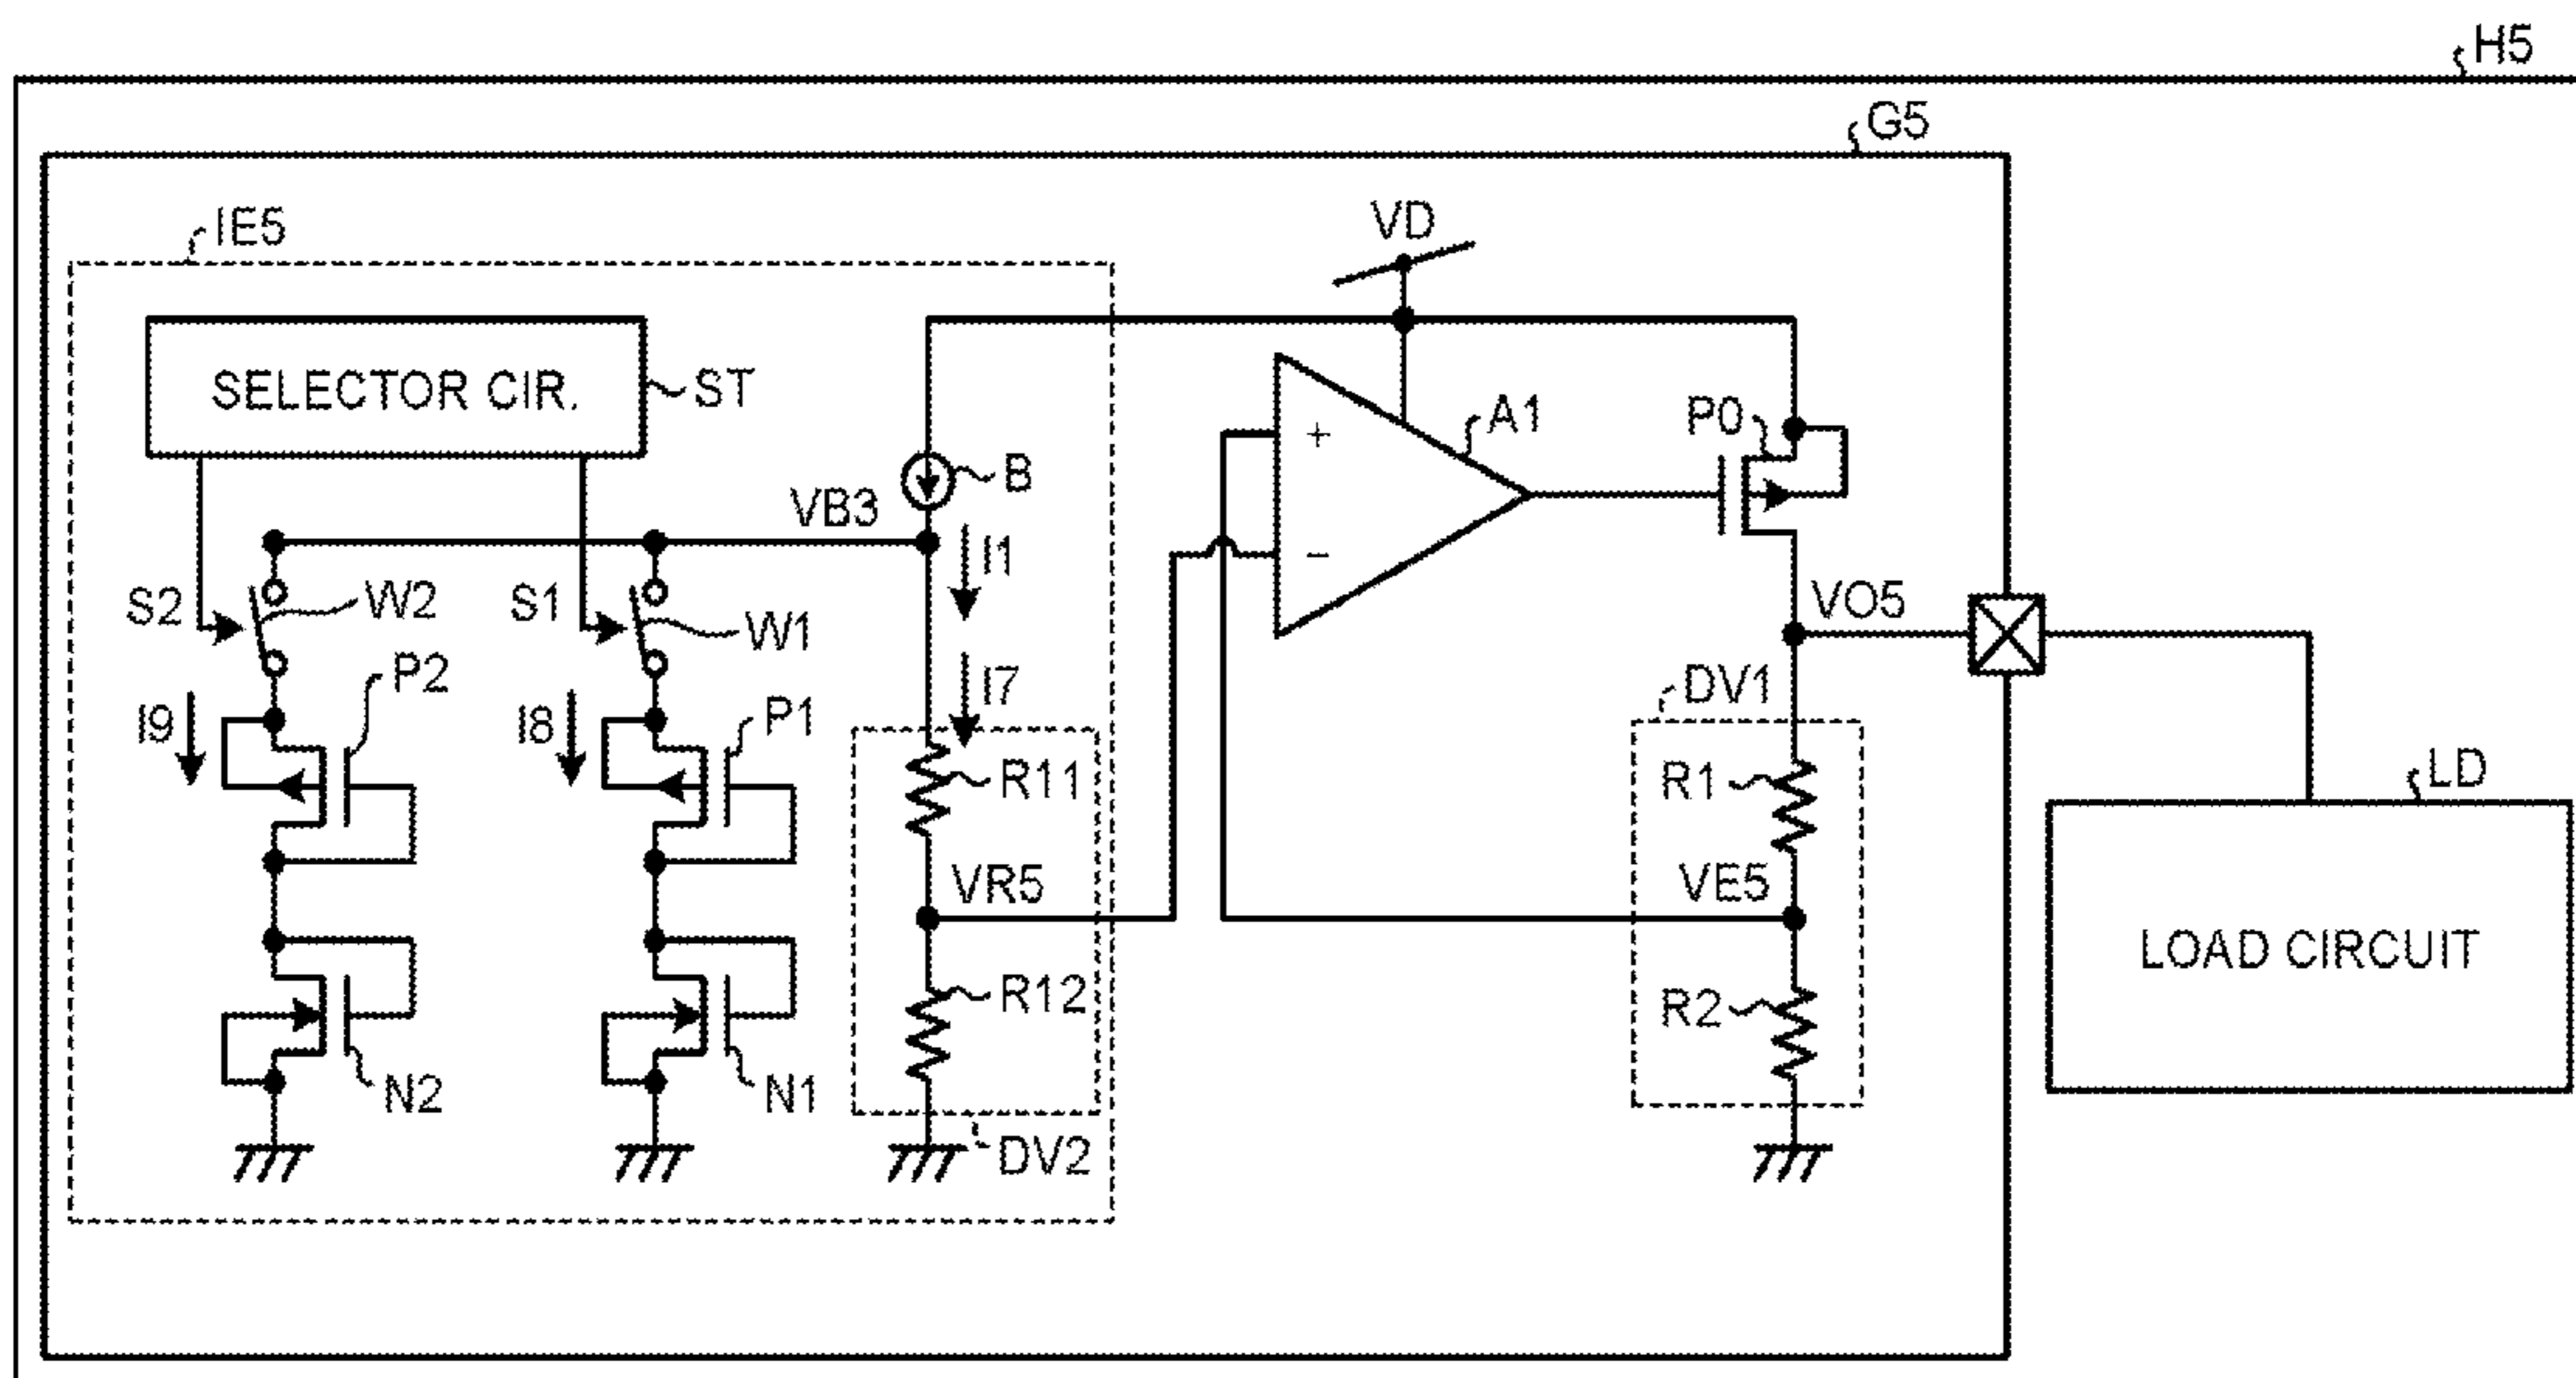 H5
G5
IE5
VD
SELECTOR CIR.
ST
A1
P0
+
B
VB3
I1
−
S2
W2
S1
W1
VO5
P2
P1
I7
DV1
I9
I8
R11
R1
LD
VR5
VE5
LOAD CIRCUIT
R12
R2
N2
N1
DV2